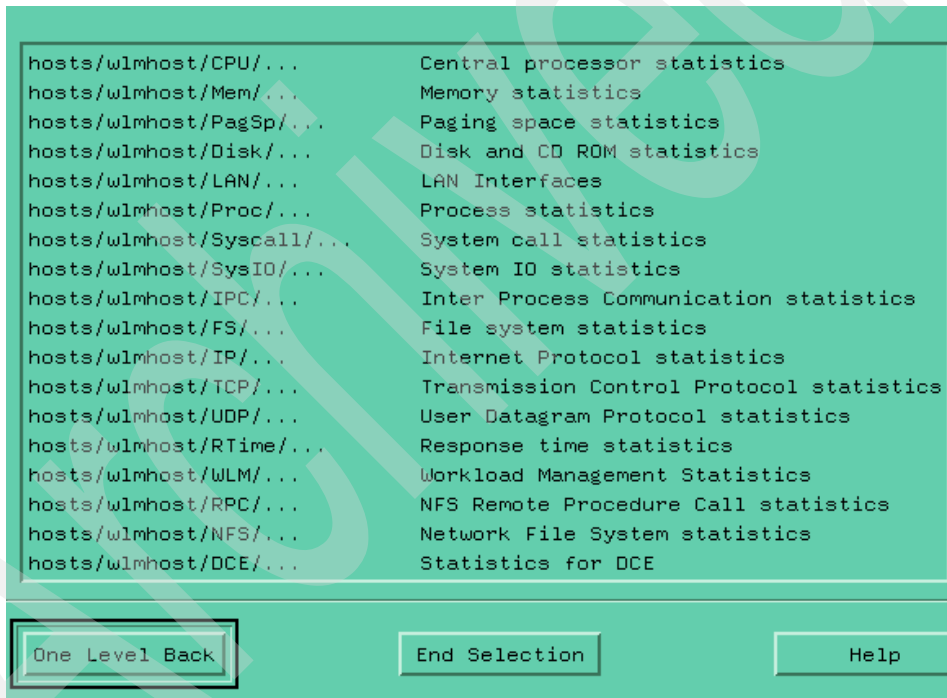 hosts/wlmhost/CPU/... Central processor statistics
hosts/wlmhost/Mem/... Memory statistics
hosts/wlmhost/PagSp/... Paging space statistics
hosts/wlmhost/Disk/... Disk and CD ROM statistics
hosts/wlmhost/LAN/... LAN Interfaces
hosts/wlmhost/Proc/... Process statistics
hosts/wlmhost/Syscall/... System call statistics
hosts/wlmhost/SysIO/... System IO statistics
hosts/wlmhost/IPC/... Inter Process Communication statistics
hosts/wlmhost/FS/... File system statistics
hosts/wlmhost/IP/... Internet Protocol statistics
hosts/wlmhost/TCP/... Transmission Control Protocol statistics
hosts/wlmhost/UDP/... User Datagram Protocol statistics
hosts/wlmhost/RTime/... Response time statistics
hosts/wlmhost/WLM/... Workload Management Statistics
hosts/wlmhost/RPC/... NFS Remote Procedure Call statistics
hosts/wlmhost/NFS/... Network File System statistics
hosts/wlmhost/DCE/... Statistics for DCE
One Level Back End Selection Help